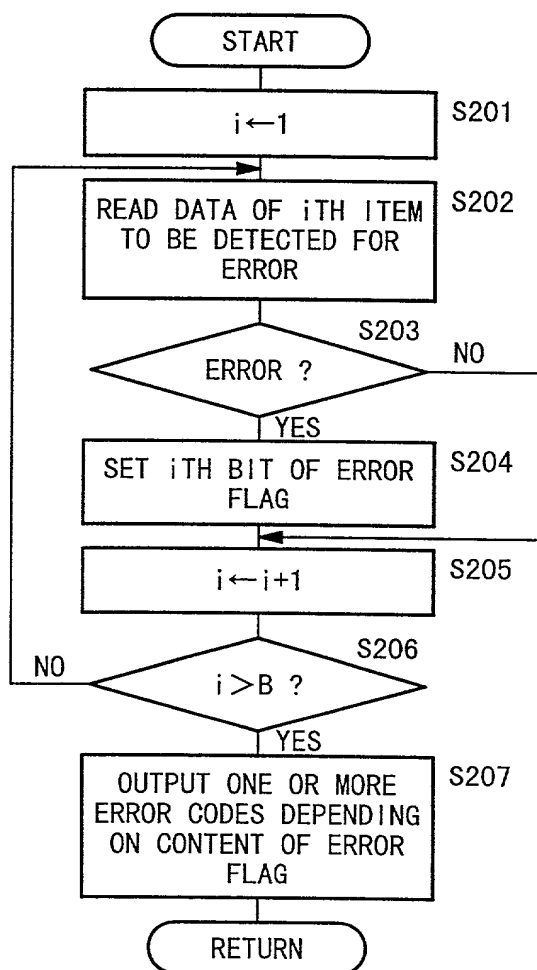 START
i←1
S201
READ DATA OF iTH ITEM
TO BE DETECTED FOR
ERROR
S202
S203
ERROR ?
NO
YES
SET iTH BIT OF ERROR
FLAG
S204
i←i+1
S205
S206
NO
i>B ?
YES
OUTPUT ONE OR MORE
ERROR CODES DEPENDING
ON CONTENT OF ERROR
FLAG
S207
RETURN